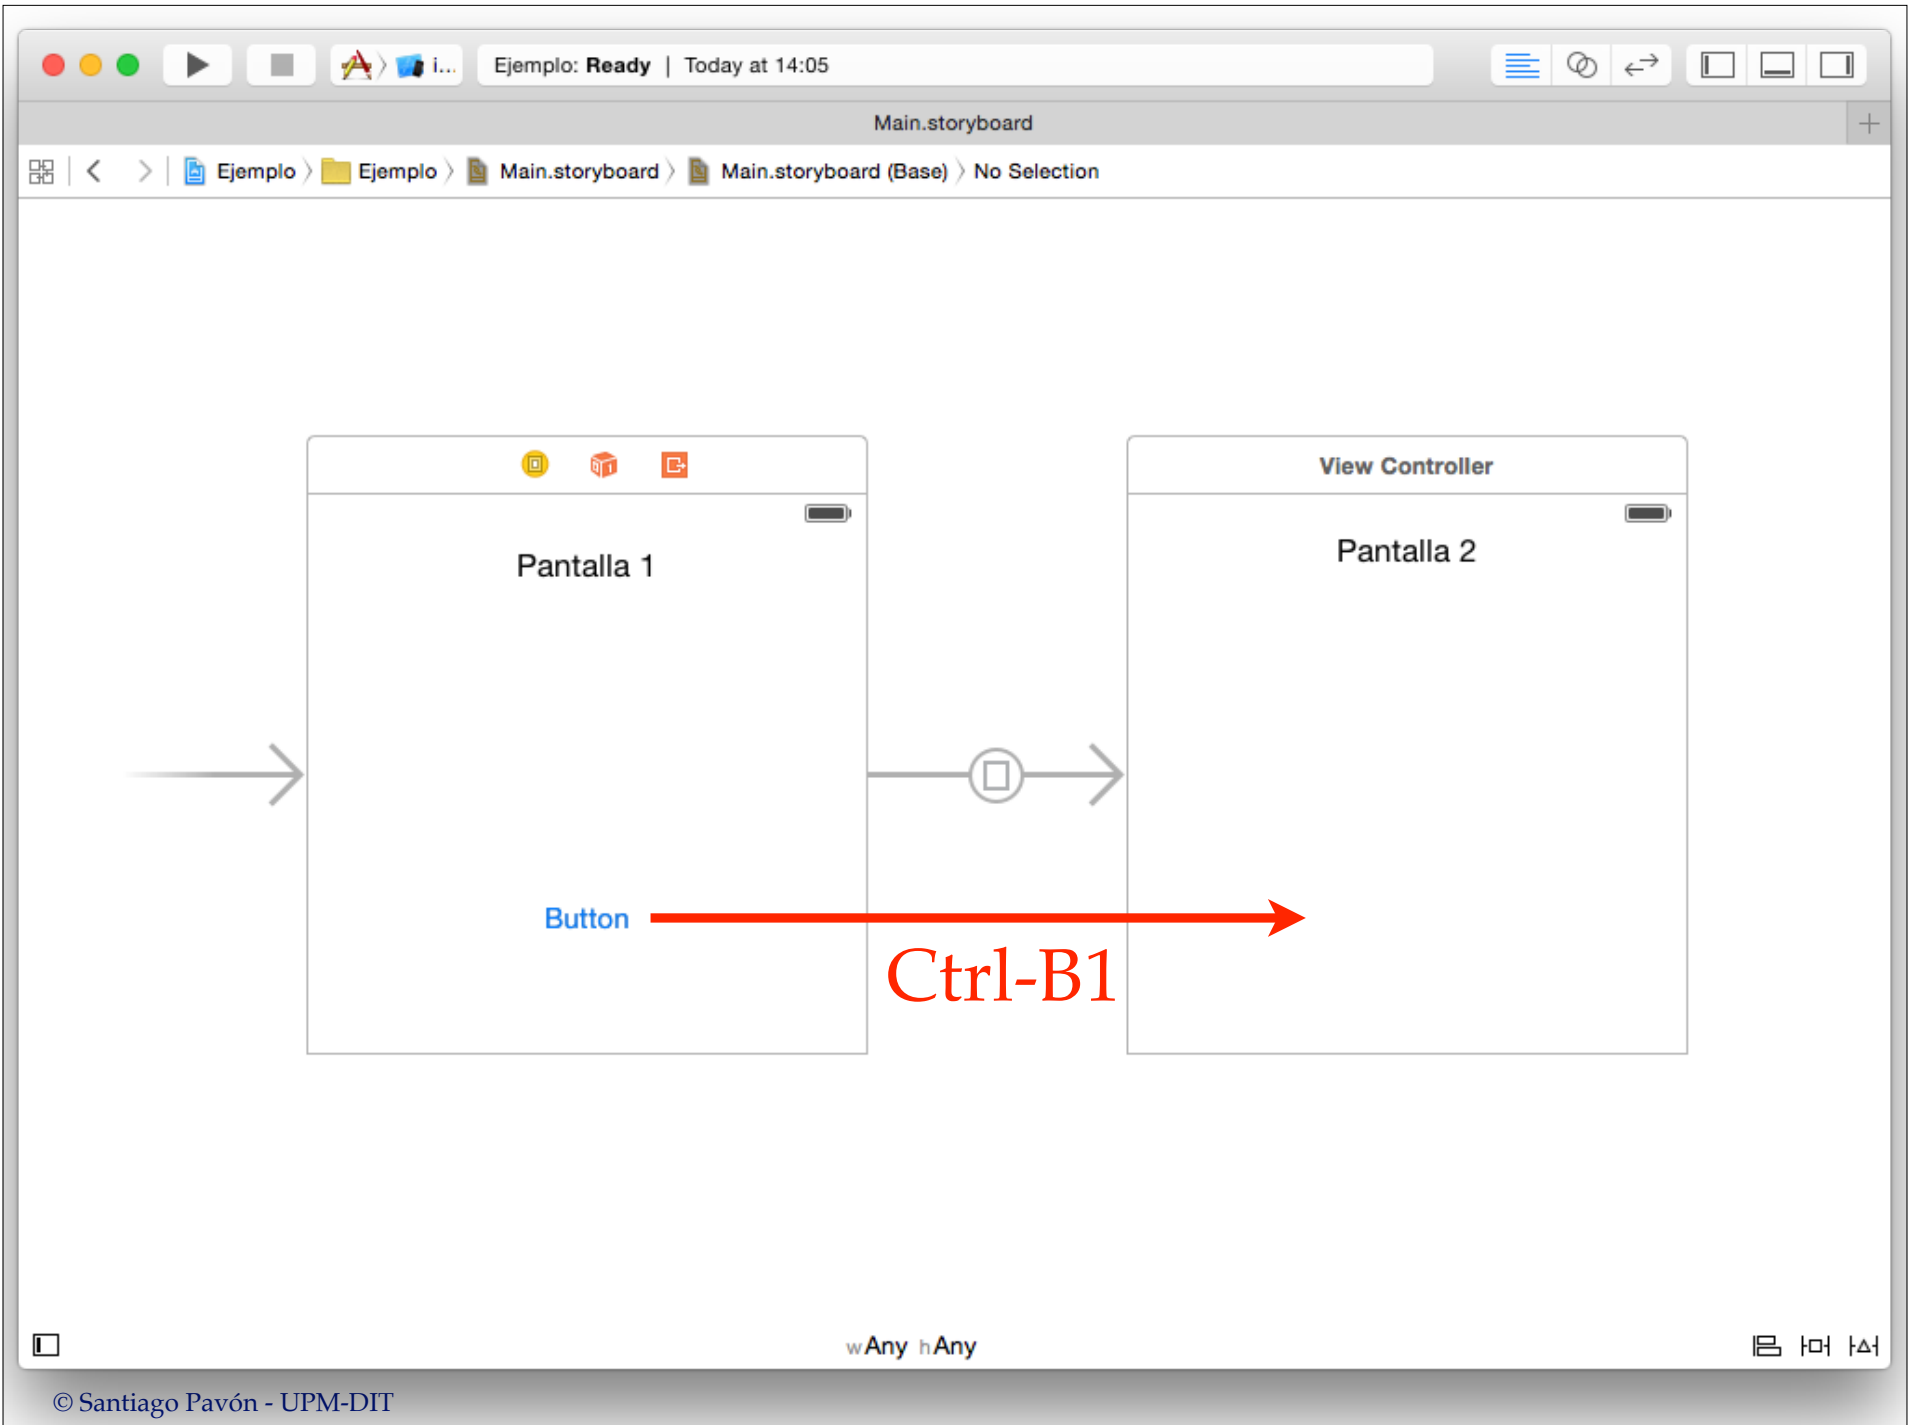 i... Ejemplo: Ready | Today at 14:05
Main.storyboard
Ejemplo Ejemplo Main.storyboard Main.storyboard (Base) No Selection
View Controller
Pantalla 1
Pantalla 2
Button
Ctrl-B1
wAny hAny
© Santiago Pavón - UPM-DIT